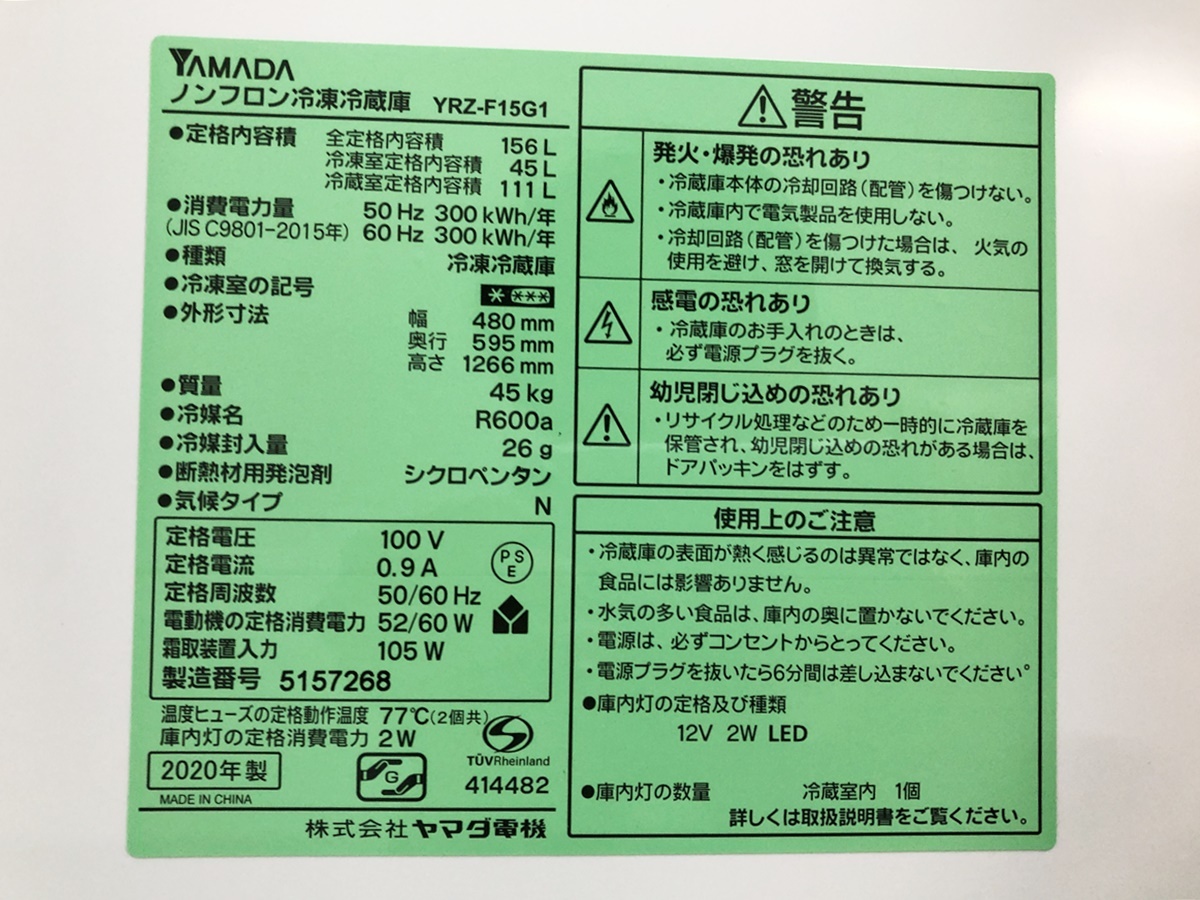 YAMADA
ノンフロン冷凍冷蔵庫 YRZ-F15G1
●定格内容積 全定格内容積 156 L
冷凍室定格内容積 45 L
冷蔵室定格内容積 111 L
●消費電力量 50 Hz 300 kWh/年
(JIS C9801-2015年) 60 Hz 300 kWh/年
●種類 冷凍冷蔵庫
●冷凍室の記号 * ***
●外形寸法 幅 480 mm
奥行 595 mm
高さ 1266 mm
●質量 45 kg
●冷媒名 R600a
●冷媒封入量 26 g
●断熱材用発泡剤 シクロペンタン
●気候タイプ N
定格電圧 100 V
定格電流 0.9 A
定格周波数 50/60 Hz
電動機の定格消費電力 52/60 W
霜取装置入力 105 W
製造番号 5157268
PS
E
温度ヒューズの定格動作温度 77℃(2個共)
庫内灯の定格消費電力 2W
2020年製
MADE IN CHINA
G
TÜVRheinland
414482
株式会社ヤマダ電機
警告
発火・爆発の恐れあり
・冷蔵庫本体の冷却回路(配管)を傷つけない。
・冷蔵庫内で電気製品を使用しない。
・冷却回路(配管)を傷つけた場合は、火気の
使用を避け、窓を開けて換気する。
感電の恐れあり
・冷蔵庫のお手入れのときは、
必ず電源プラグを抜く。
幼児閉じ込めの恐れあり
・リサイクル処理などのため一時的に冷蔵庫を
保管され、幼児閉じ込めの恐れがある場合は、
ドアパッキンをはずす。
使用上のご注意
・冷蔵庫の表面が熱く感じるのは異常ではなく、庫内の
食品には影響ありません。
・水気の多い食品は、庫内の奥に置かないでください。
・電源は、必ずコンセントからとってください。
・電源プラグを抜いたら6分間は差し込まないでください。
●庫内灯の定格及び種類
12V 2W LED
●庫内灯の数量 冷蔵室内 1個
詳しくは取扱説明書をご覧ください。